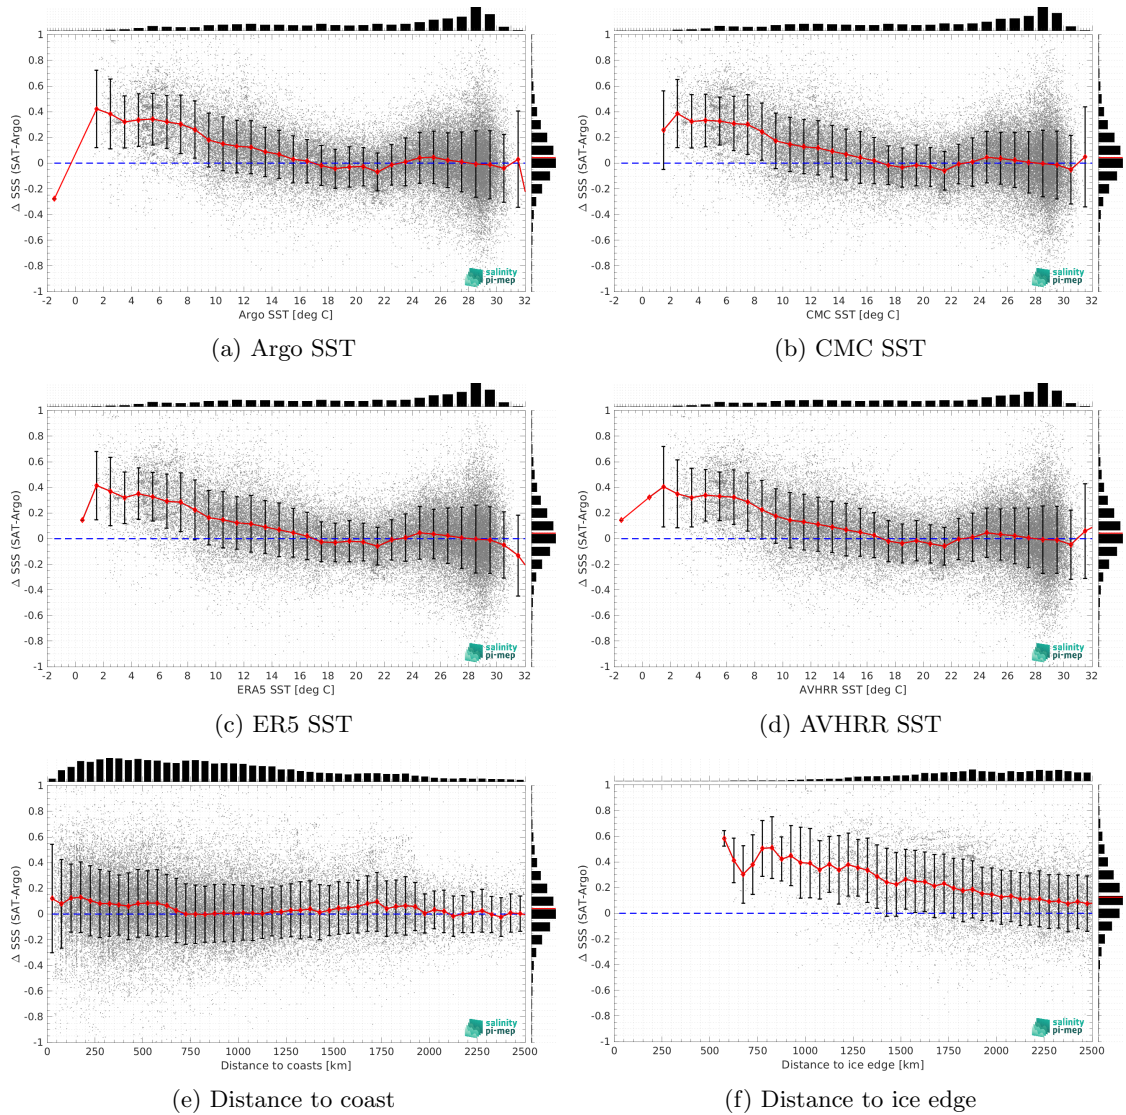 1 1
0.8 0.8
0.6 0.6
0.4 0.4
0.2 0.2
0 0
-0.2 -0.2
-0.4 -0.4
-0.6 -0.6
-0.8 -0.8
-1 -1
Δ SSS (SAT-Argo) Δ SSS (SAT-Argo)
salinity salinity
pi-mep pi-mep
-2 0 2 4 6 8 10 12 14 16 18 20 22 24 26 28 30 32 -2 0 2 4 6 8 10 12 14 16 18 20 22 24 26 28 30 32
Argo SST [deg C] CMC SST [deg C]
(a) Argo SST (b) CMC SST
1 1
0.8 0.8
0.6 0.6
0.4 0.4
0.2 0.2
0 0
-0.2 -0.2
-0.4 -0.4
-0.6 -0.6
-0.8 -0.8
-1 -1
Δ SSS (SAT-Argo) Δ SSS (SAT-Argo)
salinity salinity
pi-mep pi-mep
-2 0 2 4 6 8 10 12 14 16 18 20 22 24 26 28 30 32 -2 0 2 4 6 8 10 12 14 16 18 20 22 24 26 28 30 32
ERA5 SST [deg C] AVHRR SST [deg C]
(c) ER5 SST (d) AVHRR SST
1 1
0.8 0.8
0.6 0.6
0.4 0.4
0.2 0.2
0 0
-0.2 -0.2
-0.4 -0.4
-0.6 -0.6
-0.8 -0.8
-1 -1
Δ SSS (SAT-Argo) Δ SSS (SAT-Argo)
salinity salinity
pi-mep pi-mep
0 250 500 750 1000 1250 1500 1750 2000 2250 2500 0 250 500 750 1000 1250 1500 1750 2000 2250 2500
Distance to coasts [km] Distance to ice edge [km]
(e) Distance to coast (f) Distance to ice edge